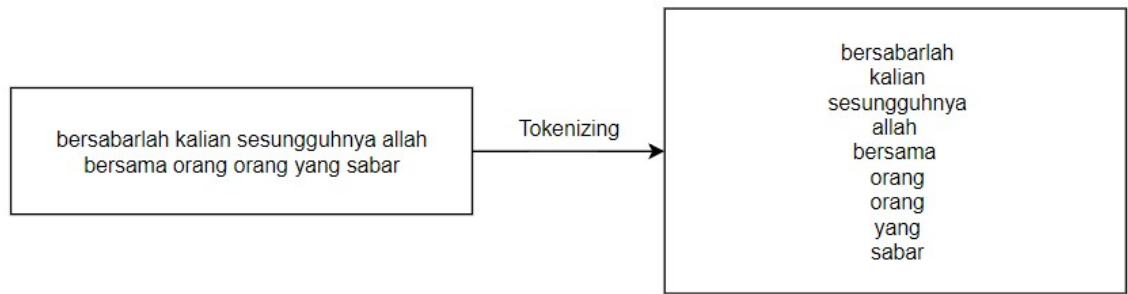 bersabarlah kalian sesungguhnya allah
bersama orang orang yang sabar
Tokenizing
bersabarlah
kalian
sesungguhnya
allah
bersama
orang
orang
yang
sabar